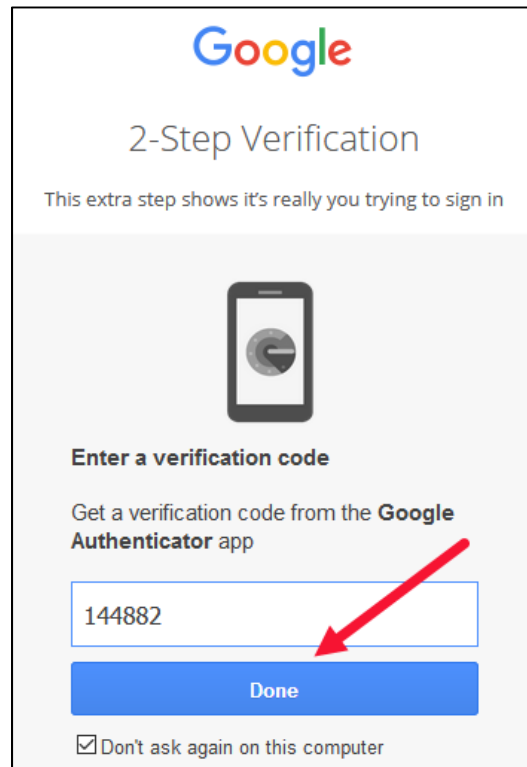 Google
2-Step Verification
This extra step shows it's really you trying to sign in
Enter a verification code
Get a verification code from the Google
Authenticator app
144882
Done
Don't ask again on this computer